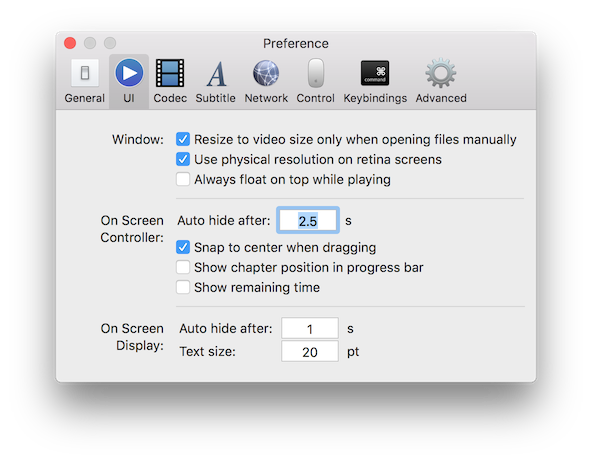 Preference
General UI Codec Subtitle Network Control command Keybindings Advanced
Window: Resize to video size only when opening files manually
Use physical resolution on retina screens
Always float on top while playing
On Screen Controller: Auto hide after: 2.5 s
Snap to center when dragging
Show chapter position in progress bar
Show remaining time
On Screen Display: Auto hide after: 1 s
Text size: 20 pt